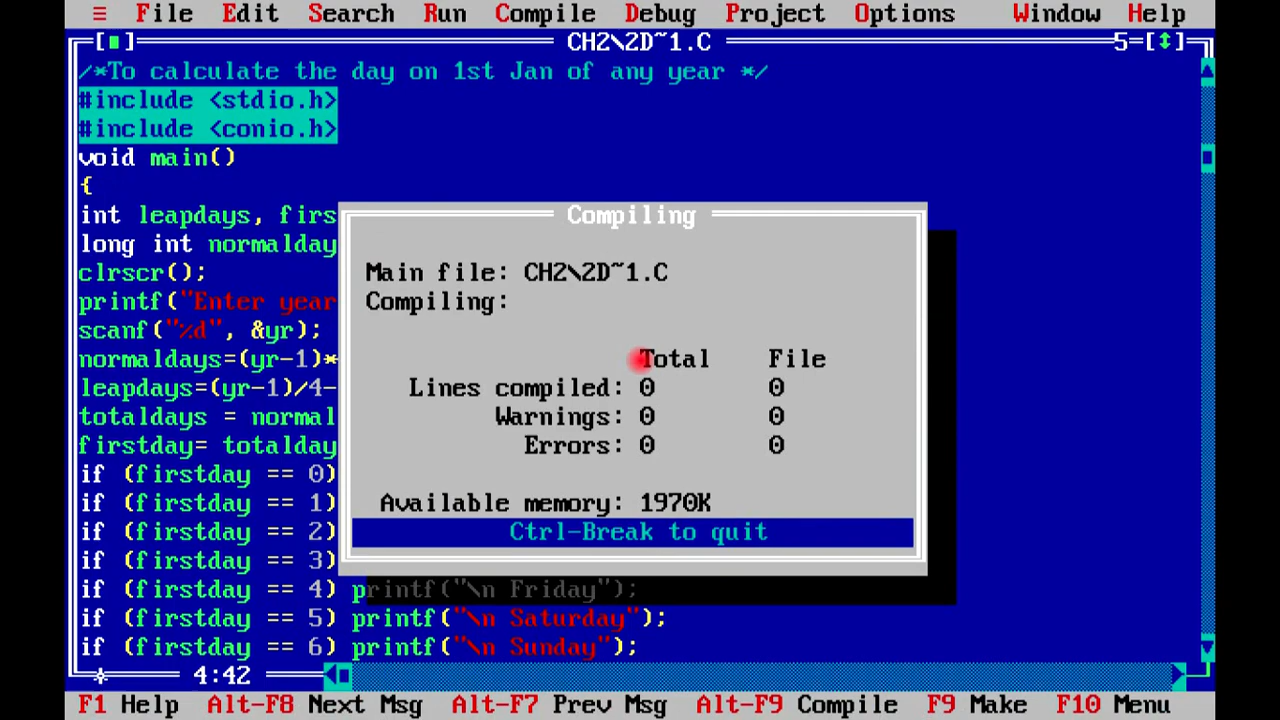 ≡ File Edit Search Run Compile Debug Project Options Window Help
[■] CH2\2D~1.C 5=[↕]
/*To calculate the day on 1st Jan of any year */
#include <stdio.h>
#include <conio.h>
void main()
{
int leapdays, firs
long int normalday
clrscr();
printf("Enter year
scanf("%d", &yr);
normaldays=(yr-1)*
leapdays=(yr-1)/4-
totaldays = normal
firstday= totalday
if (firstday == 0)
if (firstday == 1)
if (firstday == 2)
if (firstday == 3)
if (firstday == 4) printf("\n Friday");
if (firstday == 5) printf("\n Saturday");
if (firstday == 6) printf("\n Sunday");
Compiling
Main file: CH2\2D~1.C
Compiling:
Total File
Lines compiled: 0 0
Warnings: 0 0
Errors: 0 0
Available memory: 1970K
Ctrl-Break to quit
4:42
F1 Help Alt-F8 Next Msg Alt-F7 Prev Msg Alt-F9 Compile F9 Make F10 Menu